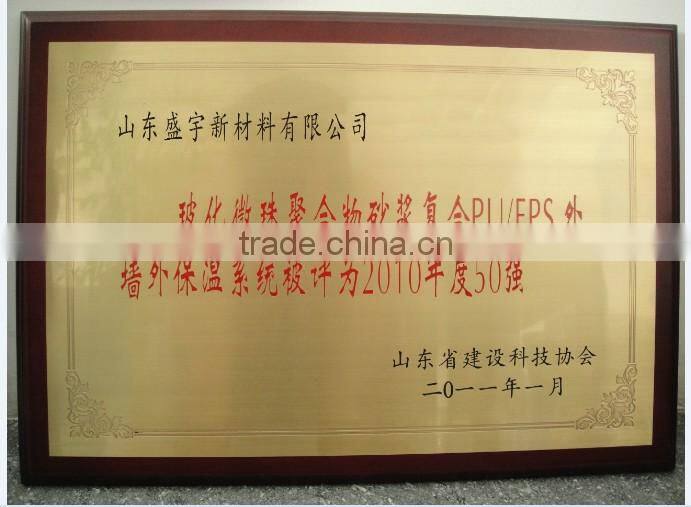 山东盛宇新材料有限公司
玻化微珠聚合物砂浆复合PU/EPS外
trade.china.cn
墙外保温系统被评为2010年度50强
山东省建设科技协会
二0一一年一月